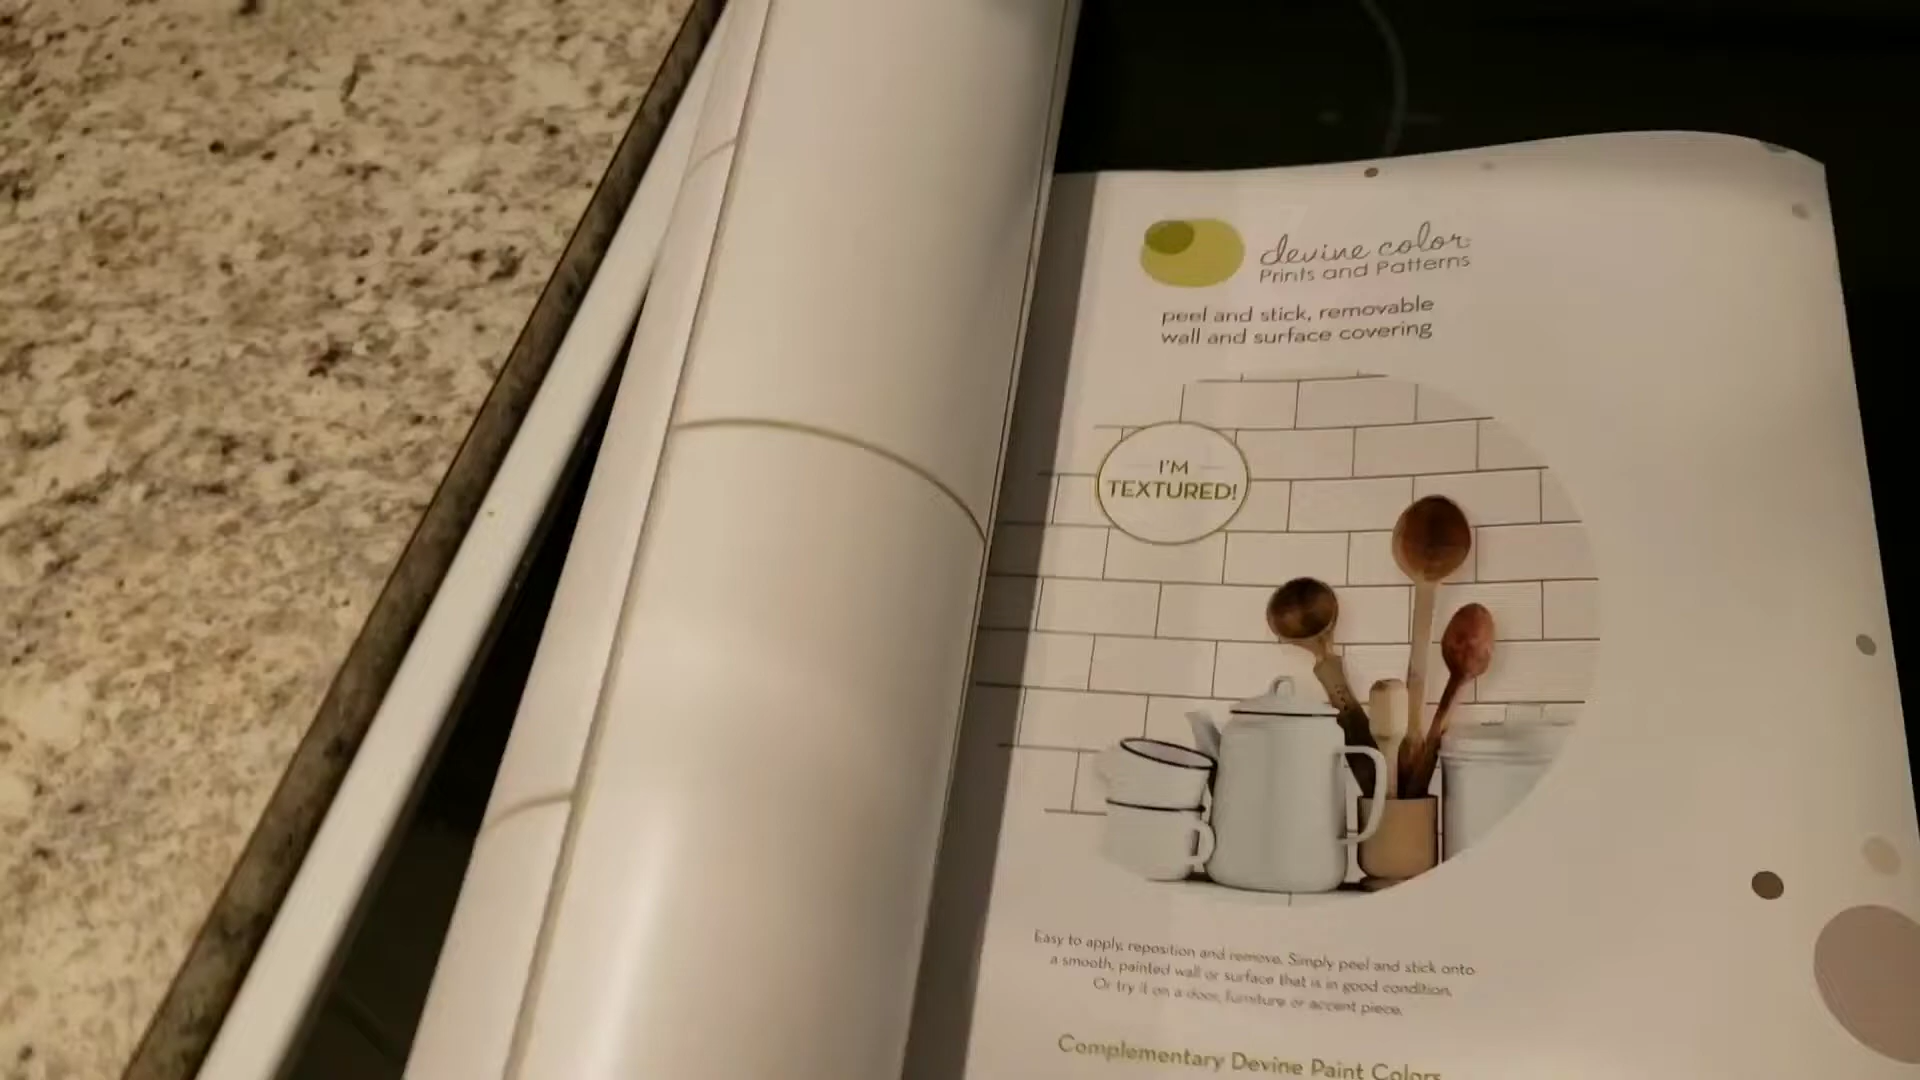 devine color
Prints and Patterns
peel and stick, removable
wall and surface covering
I'M
TEXTURED!
Easy to apply, reposition and remove. Simply peel and stick onto
a smooth, painted wall or surface that is in good condition.
Or try it on a door, furniture or accent piece.
Complementary Devine Paint Colors